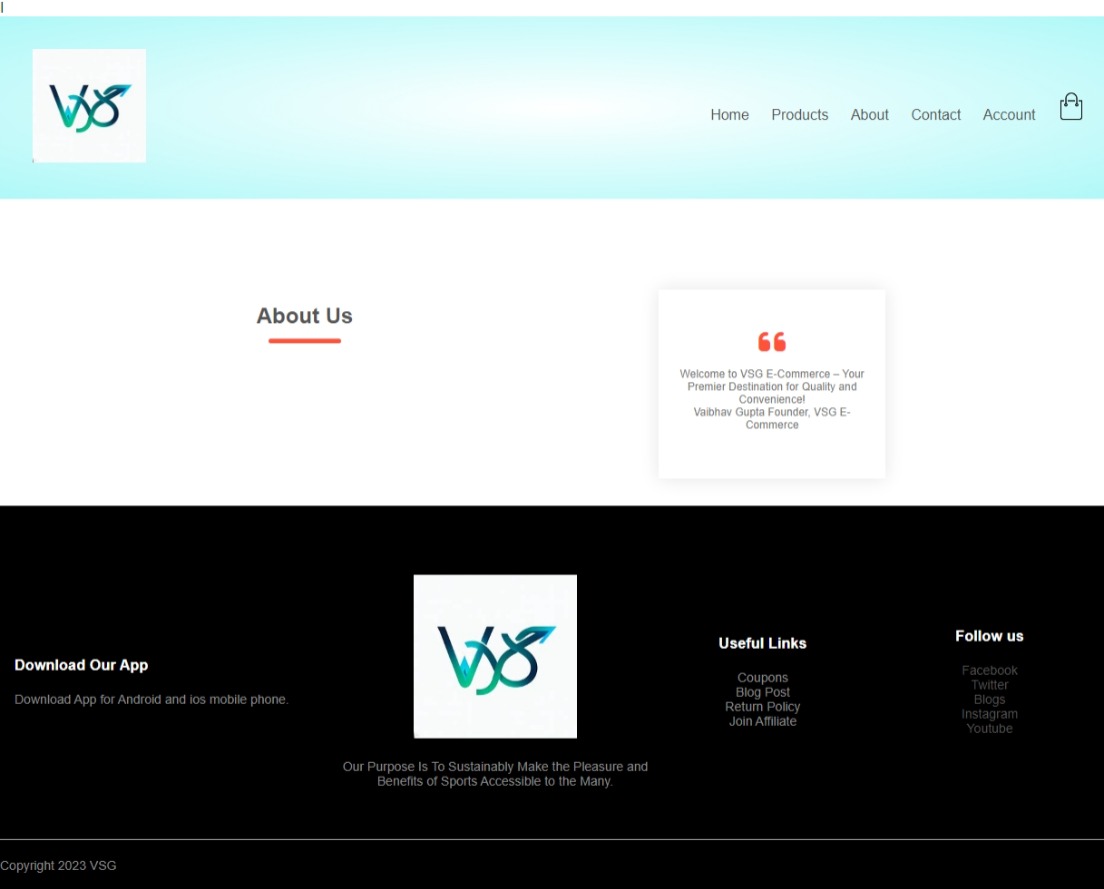 Home Products About Contact Account
About Us
Welcome to VSG E-Commerce – Your
Premier Destination for Quality and
Convenience!
Vaibhav Gupta Founder, VSG E-
Commerce
Download Our App
Download App for Android and ios mobile phone.
Our Purpose Is To Sustainably Make the Pleasure and
Benefits of Sports Accessible to the Many.
Useful Links
Coupons
Blog Post
Return Policy
Join Affiliate
Follow us
Facebook
Twitter
Blogs
Instagram
Youtube
Copyright 2023 VSG